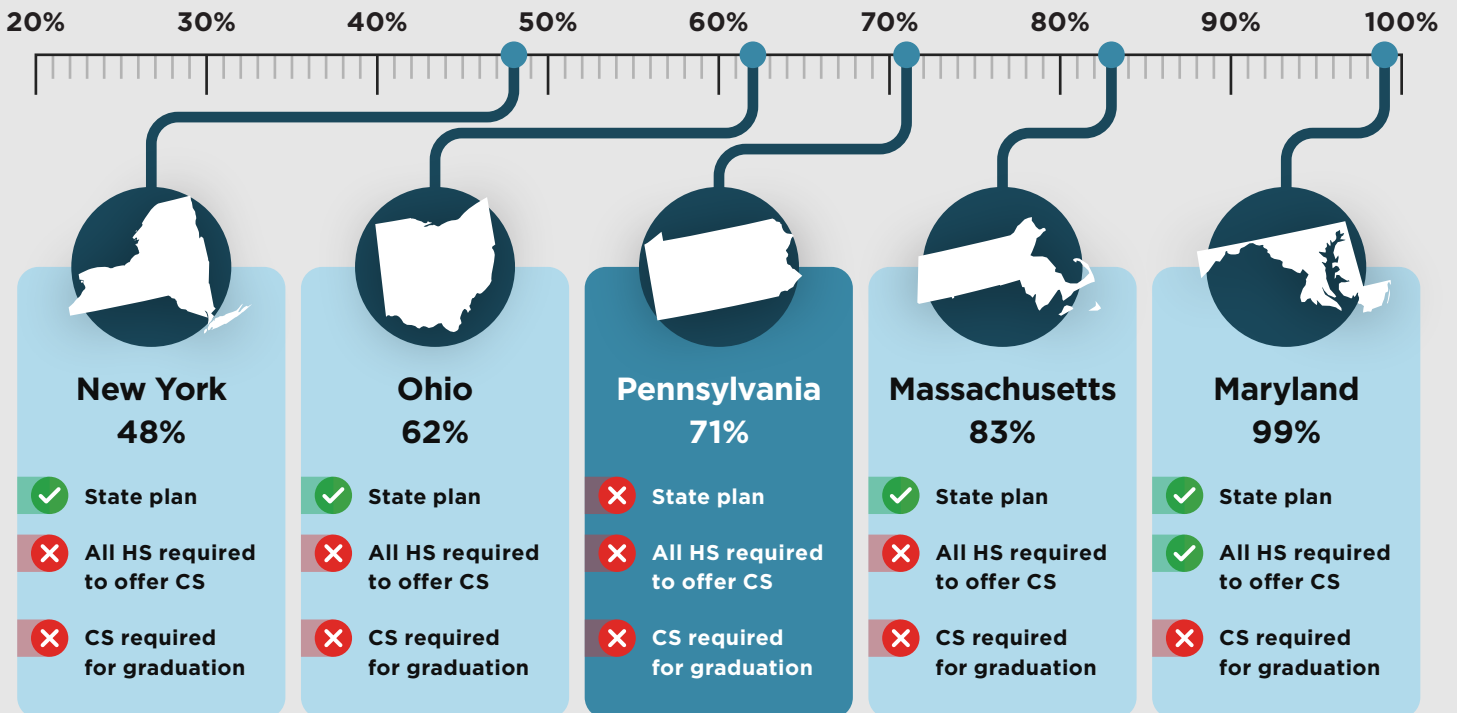 20% 30% 40% 50% 60% 70% 80% 90% 100%
New York
48%
State plan
All HS required
to offer CS
CS required
for graduation
Ohio
62%
State plan
All HS required
to offer CS
CS required
for graduation
Pennsylvania
71%
State plan
All HS required
to offer CS
CS required
for graduation
Massachusetts
83%
State plan
All HS required
to offer CS
CS required
for graduation
Maryland
99%
State plan
All HS required
to offer CS
CS required
for graduation